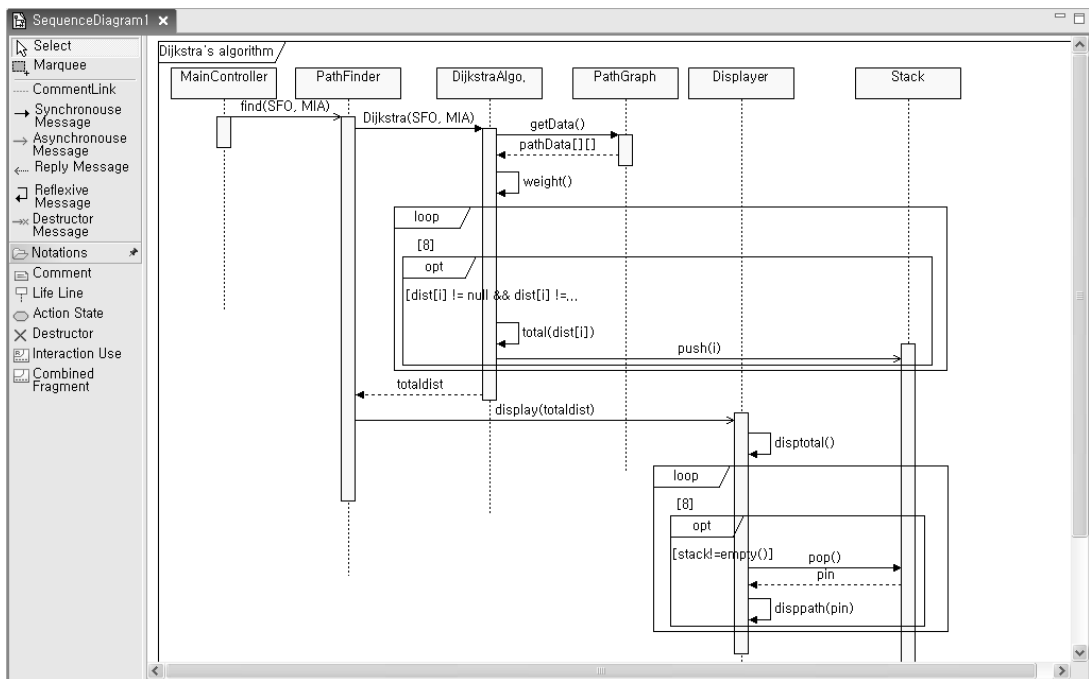 SequenceDiagram1
Select
Marquee
CommentLink
Synchronouse
Message
Asynchronouse
Message
Reply Message
Reflexive
Message
Destructor
Message
Notations
Comment
Life Line
Action State
Destructor
Interaction Use
Combined
Fragment
Dijkstra's algorithm
MainController
PathFinder
DijkstraAlgo,
PathGraph
Displayer
Stack
find(SFO, MIA)
Dijkstra(SFO, MIA)
getData()
pathData[][]
weight()
loop
[8]
opt
[dist[i] != null && dist[i] !=...
total(dist[i])
push(i)
totaldist
display(totaldist)
disptotal()
loop
[8]
opt
[stack!=empty()]
pop()
pin
disppath(pin)